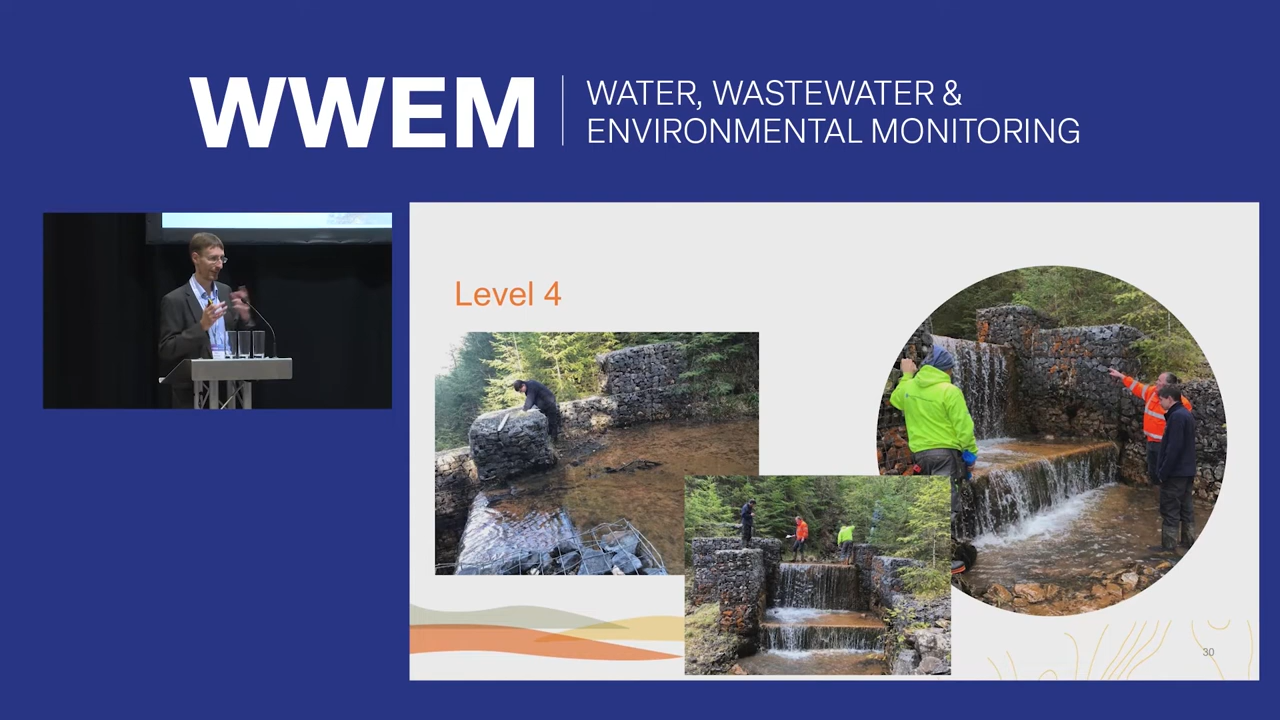 WWEM
WATER, WASTEWATER &
ENVIRONMENTAL MONITORING
Level 4
30